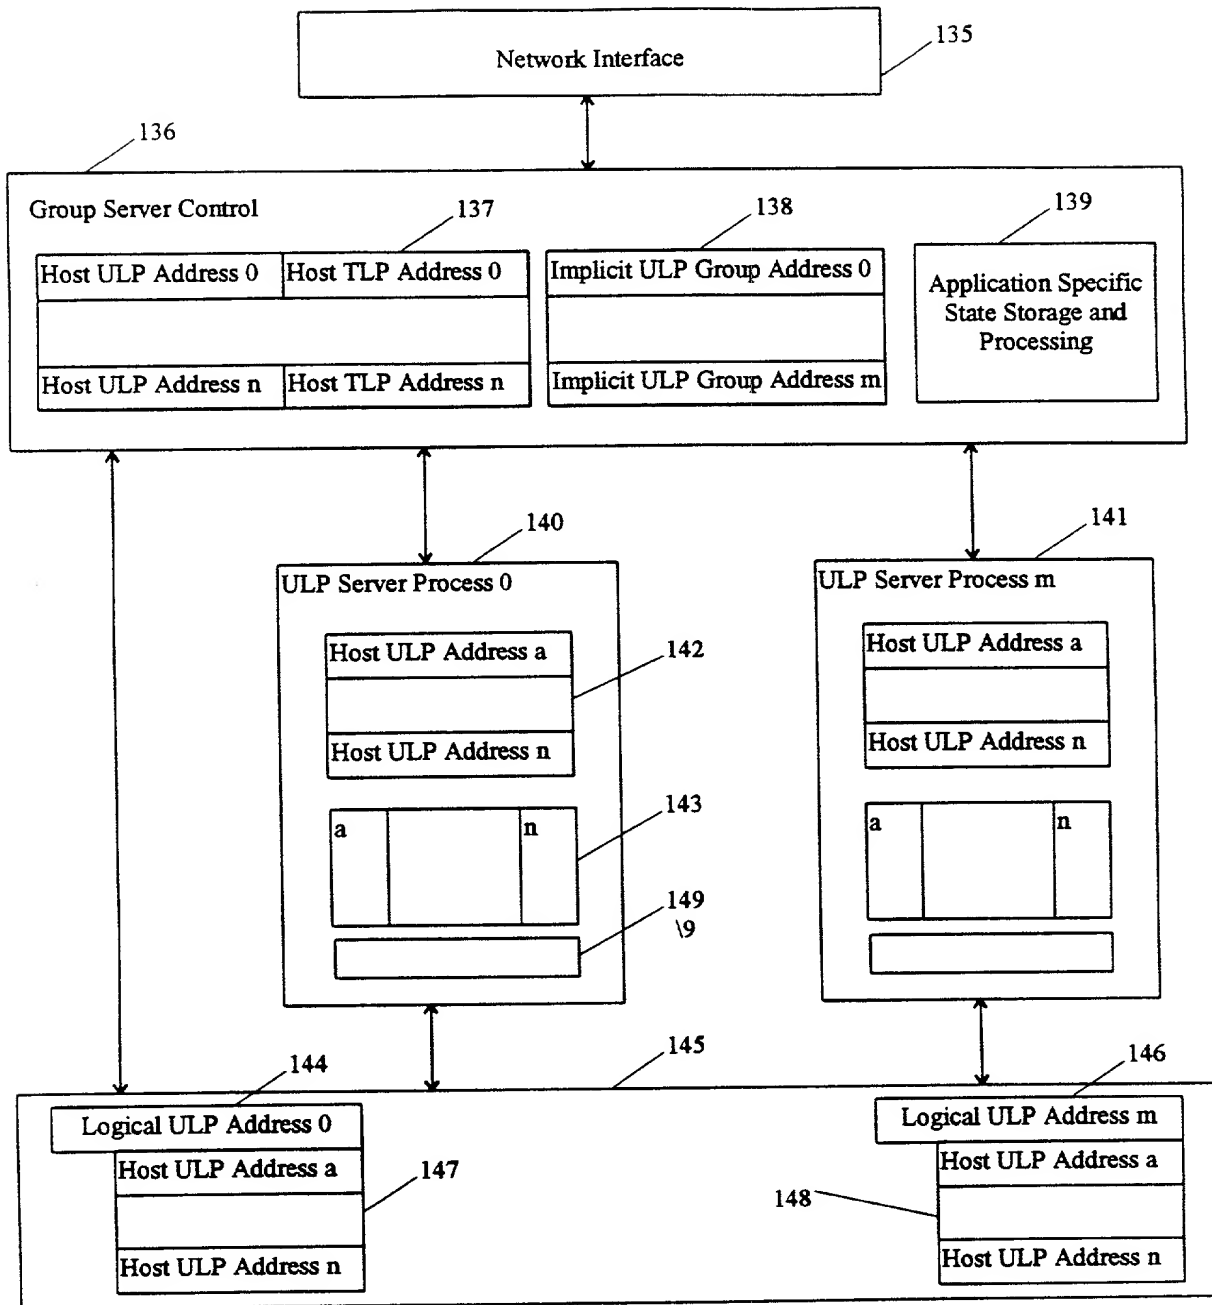 Network Interface
135
136
Group Server Control
137
138
139
Host ULP Address 0
Host TLP Address 0
Implicit ULP Group Address 0
Application Specific
State Storage and
Processing
Host ULP Address n
Host TLP Address n
Implicit ULP Group Address m
140
141
ULP Server Process 0
ULP Server Process m
Host ULP Address a
142
Host ULP Address a
Host ULP Address n
Host ULP Address n
143
a
n
a
n
149
\9
144
145
146
Logical ULP Address 0
Logical ULP Address m
Host ULP Address a
147
Host ULP Address a
148
Host ULP Address n
Host ULP Address n